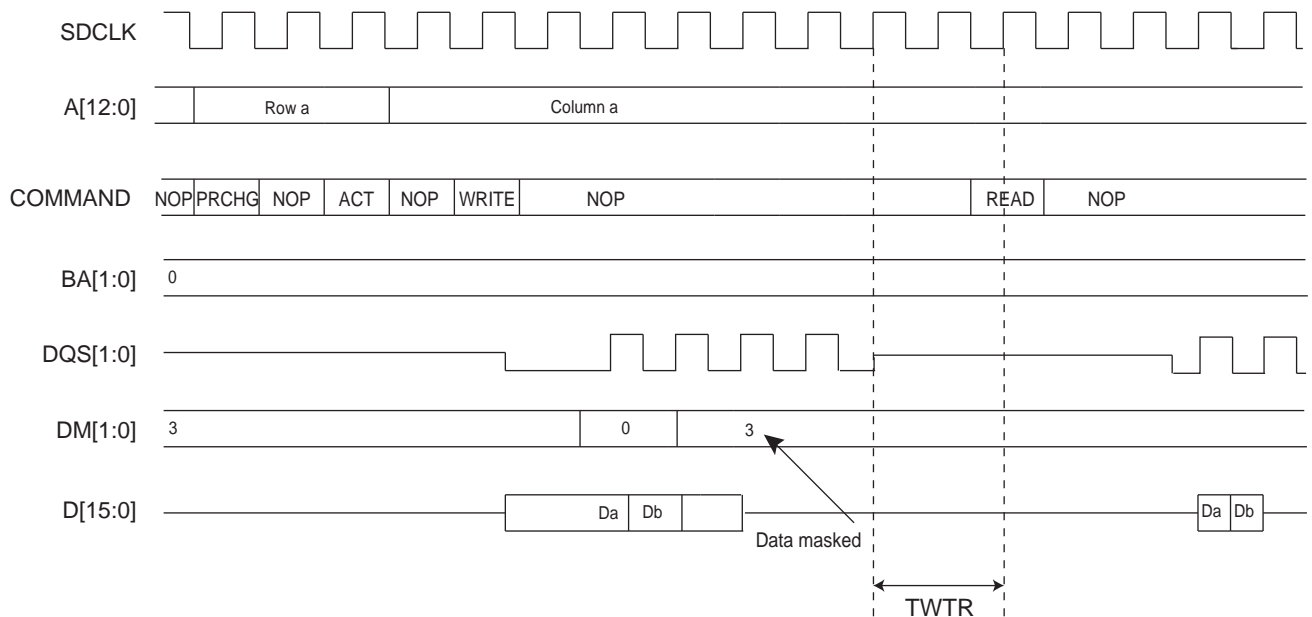 SDCLK
A[12:0] Row a Column a
COMMAND NOP PRCHG NOP ACT NOP WRITE NOP READ NOP
BA[1:0] 0
DQS[1:0]
DM[1:0] 3 0 3
D[15:0] Da Db Da Db
Data masked
TWTR